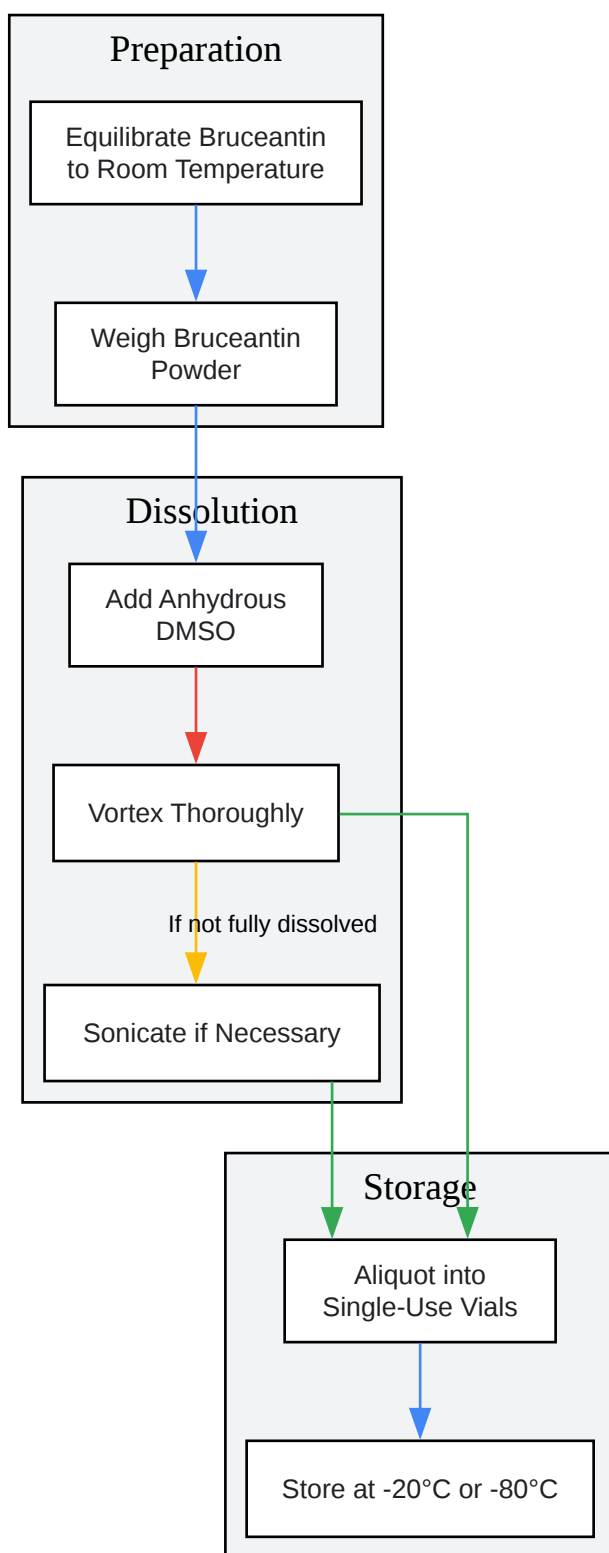 Preparation
Equilibrate Bruceantin
to Room Temperature
Weigh Bruceantin
Powder
Dissolution
Add Anhydrous
DMSO
Vortex Thoroughly
If not fully dissolved
Sonicate if Necessary
Storage
Aliquot into
Single-Use Vials
Store at -20°C or -80°C